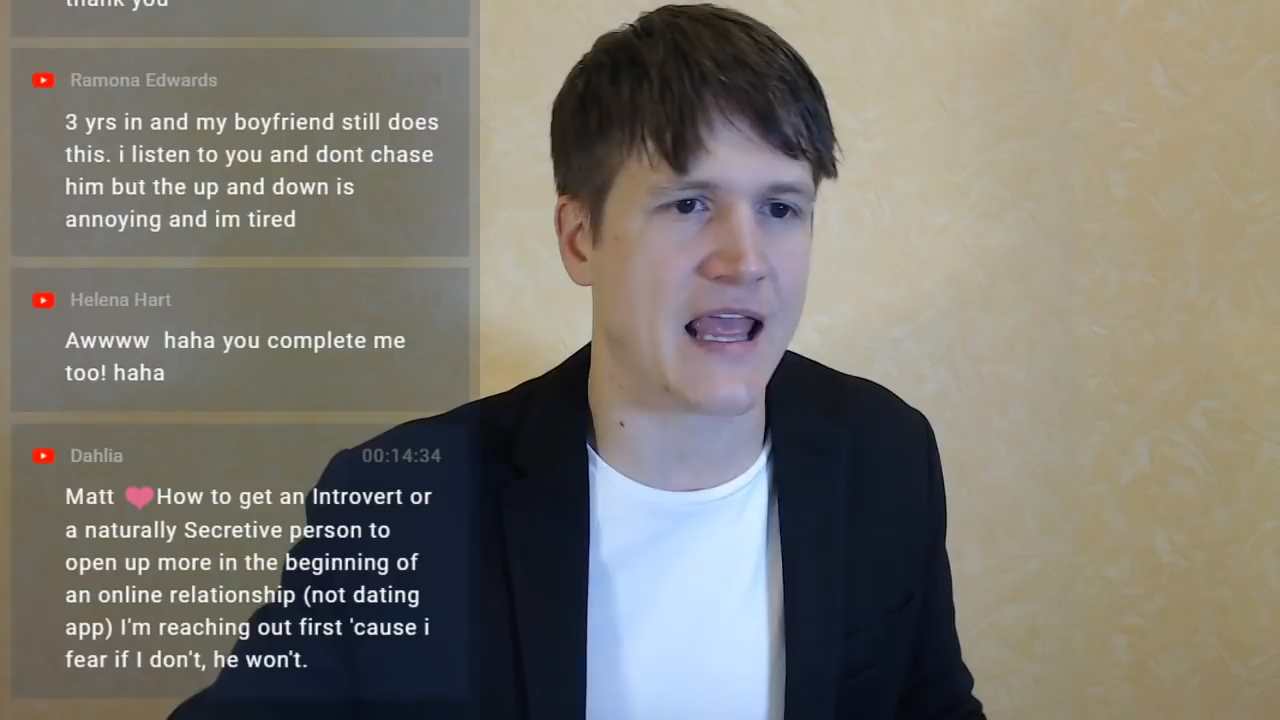 thank you
Ramona Edwards
3 yrs in and my boyfriend still does
this. i listen to you and dont chase
him but the up and down is
annoying and im tired
Helena Hart
Awwww haha you complete me
too! haha
Dahlia 00:14:34
Matt ❤How to get an Introvert or
a naturally Secretive person to
open up more in the beginning of
an online relationship (not dating
app) I'm reaching out first 'cause i
fear if I don't, he won't.